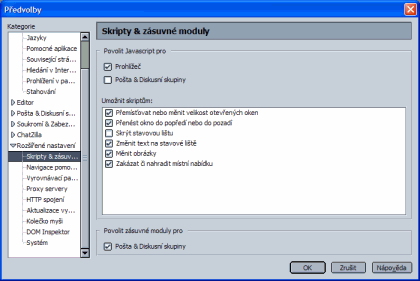 Předvolby
Kategorie
Jazyky
Pomocné aplikace
Související strá...
Hledání v Inter...
Prohlížení v pa...
Stahování
Editor
Pošta & Diskusní s...
Soukromí & Zabez...
ChatZilla
Rozšířené nastavení
Skripty & zásuv...
Navigace pomo...
Vyrovnávací pa...
Proxy servery
HTTP spojení
Aktualizace vy...
Kolečko myši
DOM Inspektor
Systém
Skripty & zásuvné moduly
Povolit Javascript pro
Prohlížeč
Pošta & Diskusní skupiny
Umožnit skriptům:
Přemisťovat nebo měnit velikost otevřených oken
Přenést okno do popředí nebo do pozadí
Skrýt stavovou lištu
Změnit text na stavové liště
Měnit obrázky
Zakázat či nahradit místní nabídku
Povolit zásuvné moduly pro
Pošta & Diskusní skupiny
OK
Zrušit
Nápověda